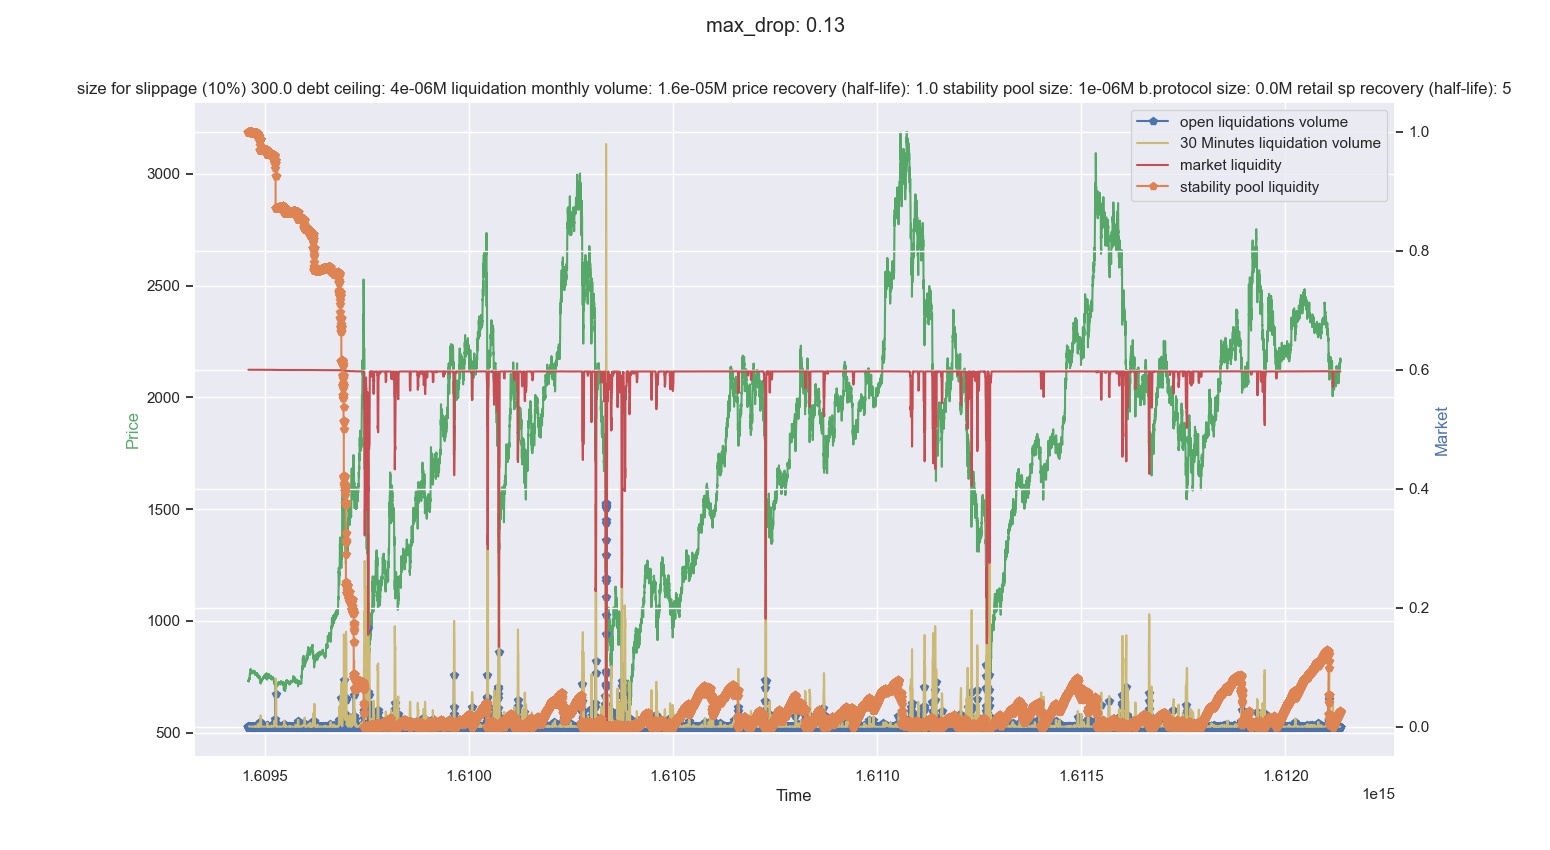 max_drop: 0.13
size for slippage (10%) 300.0 debt ceiling: 4e-06M liquidation monthly volume: 1.6e-05M price recovery (half-life): 1.0 stability pool size: 1e-06M b.protocol size: 0.0M retail sp recovery (half-life): 5
open liquidations volume
30 Minutes liquidation volume
market liquidity
stability pool liquidity
3000
2500
2000
1500
1000
500
Price
1.0
0.8
0.6
0.4
0.2
0.0
Market
1.6095 1.6100 1.6105 1.6110 1.6115 1.6120
1e15
Time